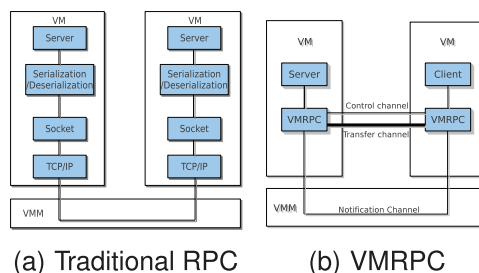 VM
Server
Serialization
/Deserialization
Socket
TCP/IP
VM
Server
Serialization
/Deserialization
Socket
TCP/IP
VMM
(a) Traditional RPC
VM
Server
VMRPC
VM
Client
VMRPC
Control channel
Transfer channel
VMM
Notification Channel
(b) VMRPC